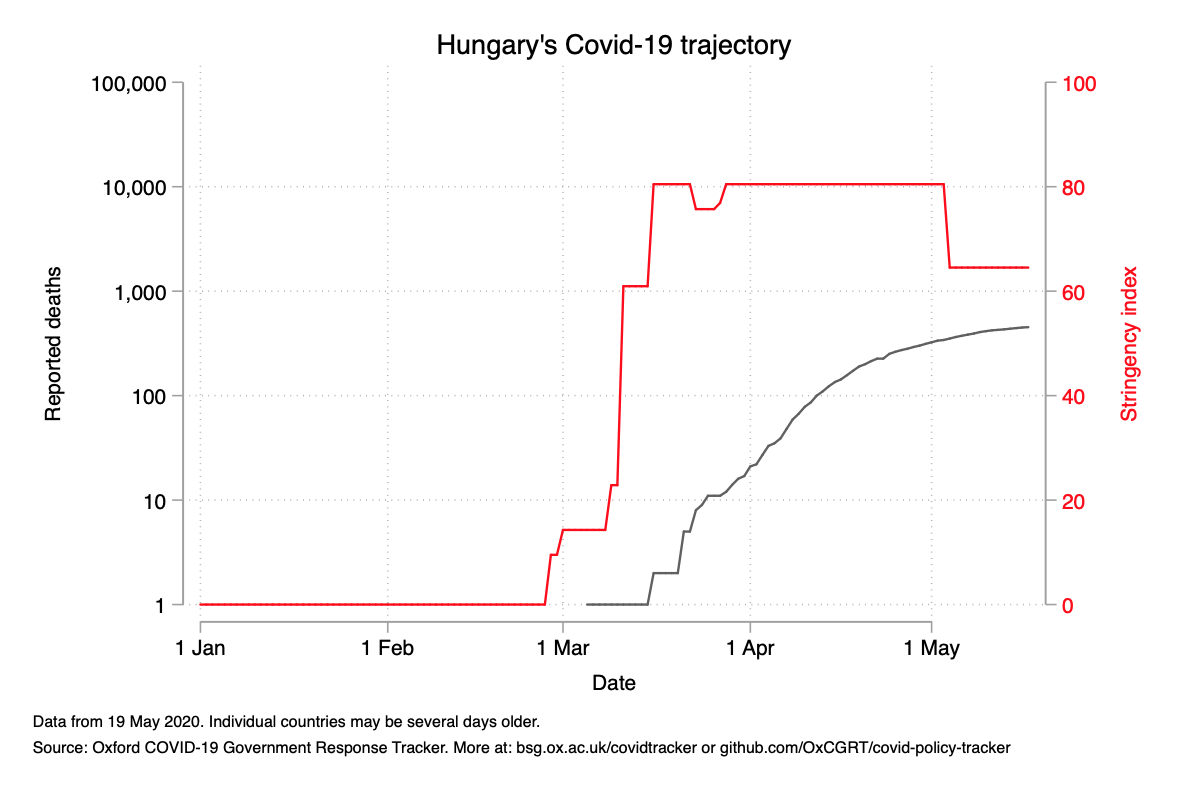 Hungary's Covid-19 trajectory
100,000
10,000
1,000
100
10
1
Reported deaths
100
80
60
40
20
0
Stringency index
1 Jan
1 Feb
1 Mar
1 Apr
1 May
Date
Data from 19 May 2020. Individual countries may be several days older.
Source: Oxford COVID-19 Government Response Tracker. More at: bsg.ox.ac.uk/covidtracker or github.com/OxCGRT/covid-policy-tracker